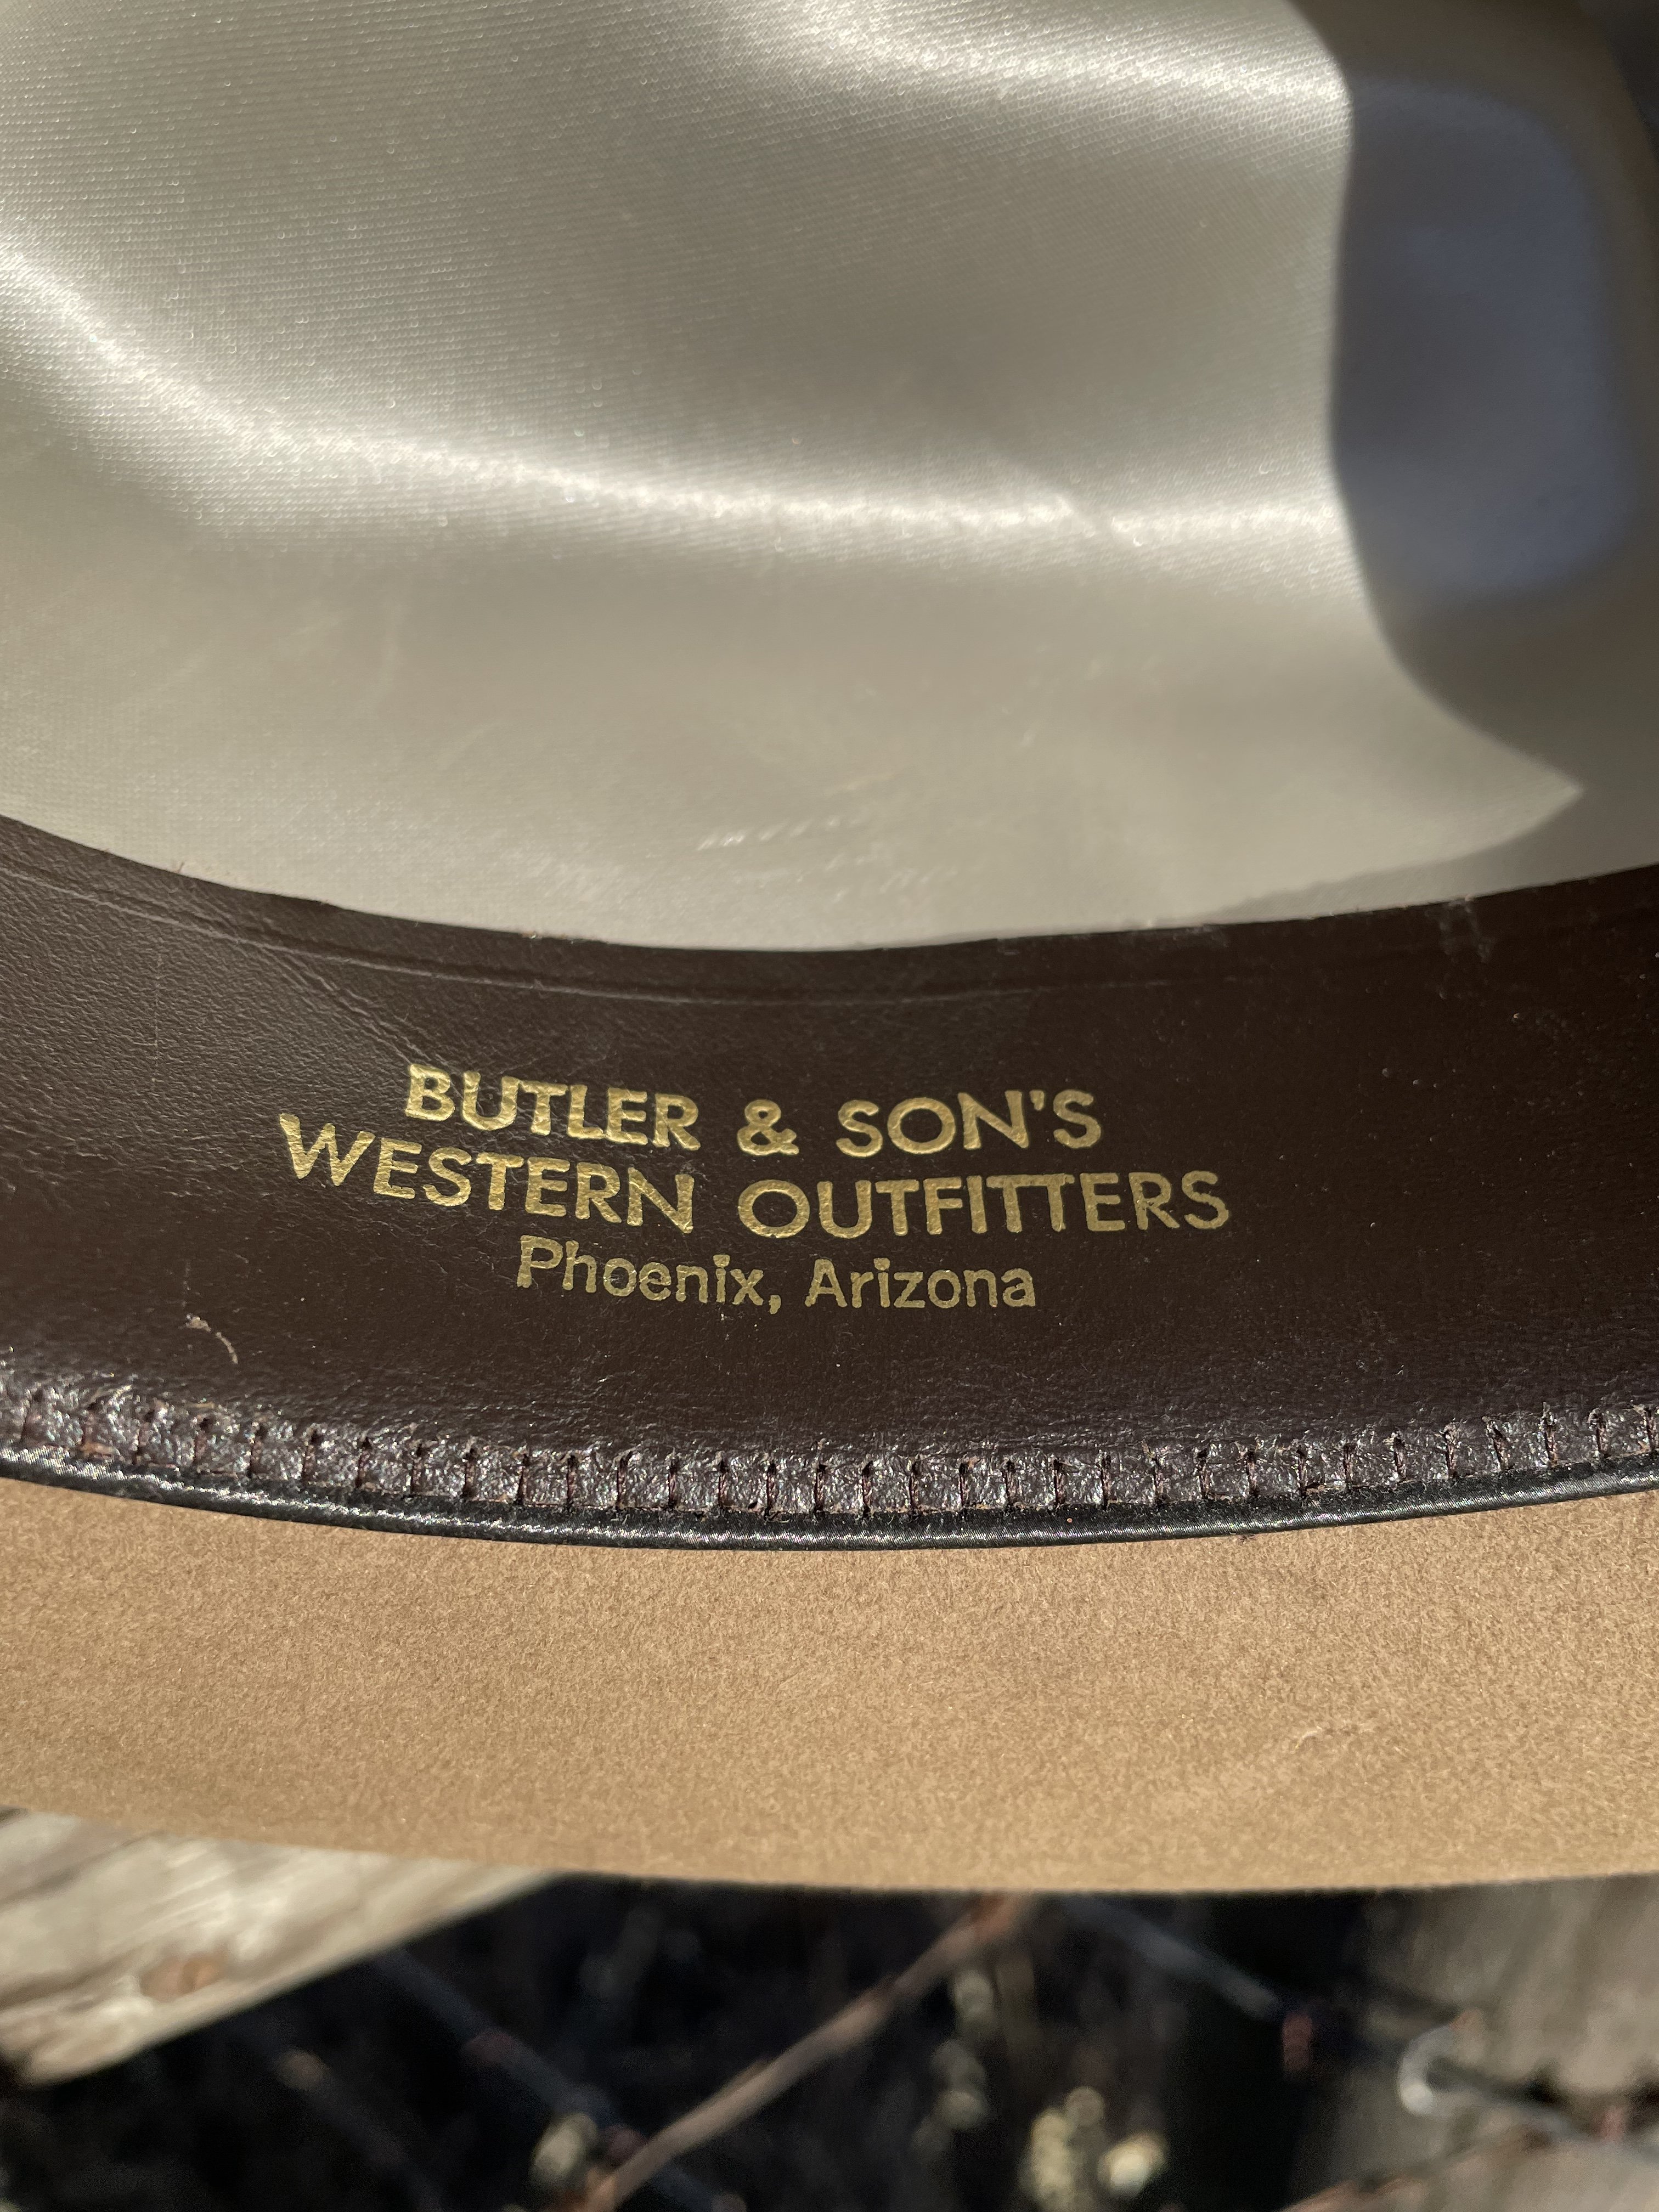 BUTLER & SON'S
WESTERN OUTFITTERS
Phoenix, Arizona